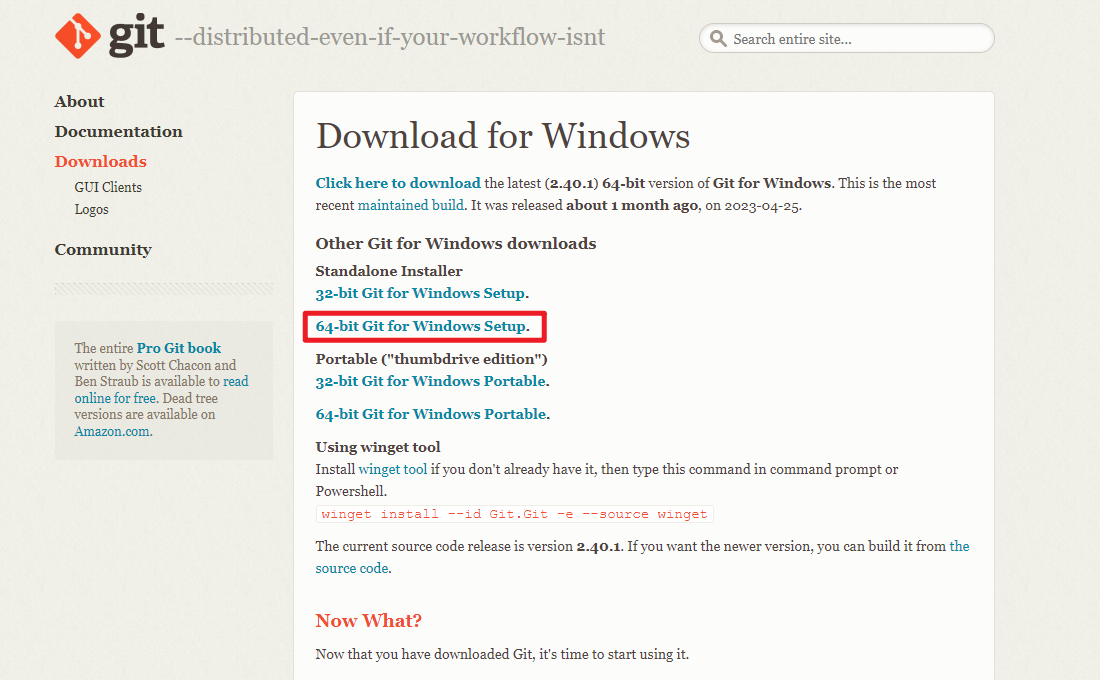 git --distributed-even-if-your-workflow-isnt
Search entire site...
About
Documentation
Downloads
GUI Clients
Logos
Community
The entire Pro Git book
written by Scott Chacon and
Ben Straub is available to read
online for free. Dead tree
versions are available on
Amazon.com.
Download for Windows
Click here to download the latest (2.40.1) 64-bit version of Git for Windows. This is the most
recent maintained build. It was released about 1 month ago, on 2023-04-25.
Other Git for Windows downloads
Standalone Installer
32-bit Git for Windows Setup.
64-bit Git for Windows Setup.
Portable ("thumbdrive edition")
32-bit Git for Windows Portable.
64-bit Git for Windows Portable.
Using winget tool
Install winget tool if you don't already have it, then type this command in command prompt or
Powershell.
winget install --id Git.Git -e --source winget
The current source code release is version 2.40.1. If you want the newer version, you can build it from the
source code.
Now What?
Now that you have downloaded Git, it's time to start using it.